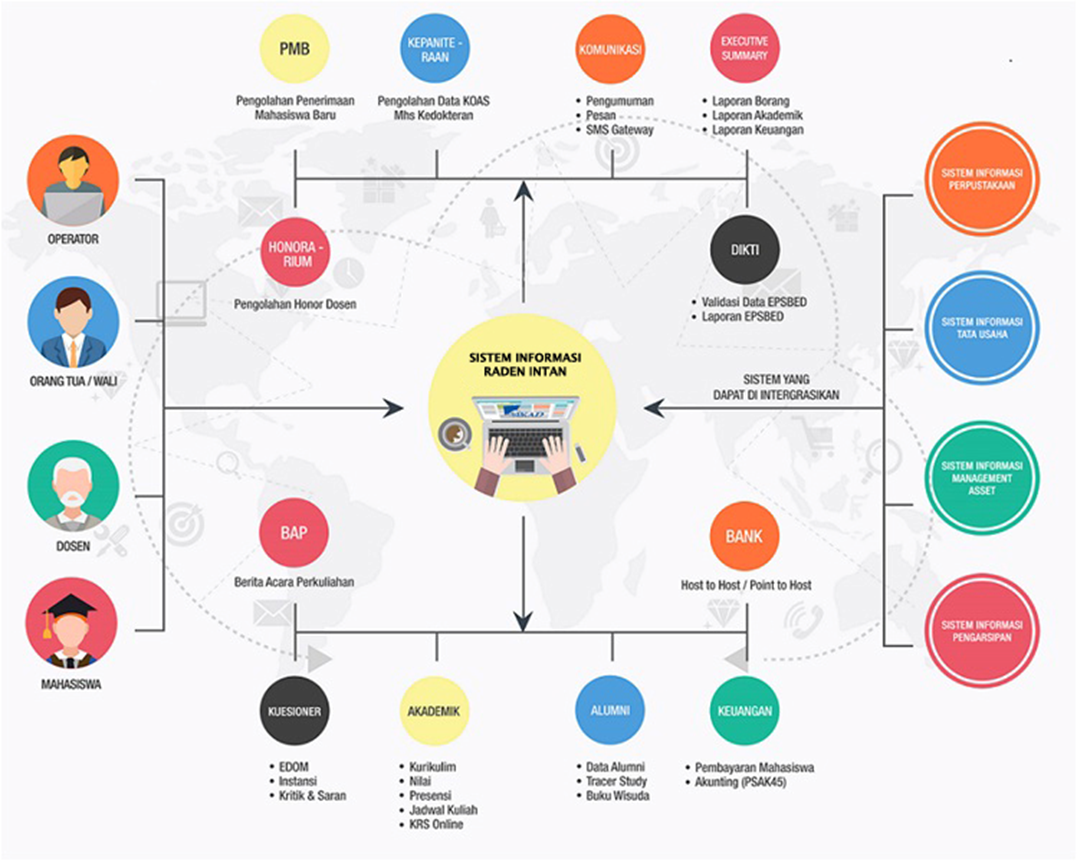 PMB
Pengolahan Penerimaan
Mahasiswa Baru
KEPANITE -
RAAN
Pengolahan Data KOAS
Mhs Kedokteran
KOMUNIKASI
• Pengumuman
• Pesan
• SMS Gateway
EXECUTIVE
SUMMARY
• Laporan Borang
• Laporan Akademik
• Laporan Keuangan
OPERATOR
ORANG TUA / WALI
DOSEN
MAHASISWA
HONORA -
RIUM
Pengolahan Honor Dosen
DIKTI
• Validasi Data EPSBED
• Laporan EPSBED
SISTEM INFORMASI
RADEN INTAN
SISTEM YANG
DAPAT DI INTERGRASIKAN
SISTEM INFORMASI
PERPUSTAKAAN
SISTEM INFORMASI
TATA USAHA
SISTEM INFORMASI
MANAGEMENT
ASSET
SISTEM INFORMASI
PENGARSIPAN
BAP
Berita Acara Perkuliahan
BANK
Host to Host / Point to Host
KUESIONER
• EDOM
• Instansi
• Kritik & Saran
AKADEMIK
• Kurikulim
• Nilai
• Presensi
• Jadwal Kuliah
• KRS Online
ALUMNI
• Data Alumni
• Tracer Study
• Buku Wisuda
KEUANGAN
• Pembayaran Mahasiswa
• Akunting (PSAK45)